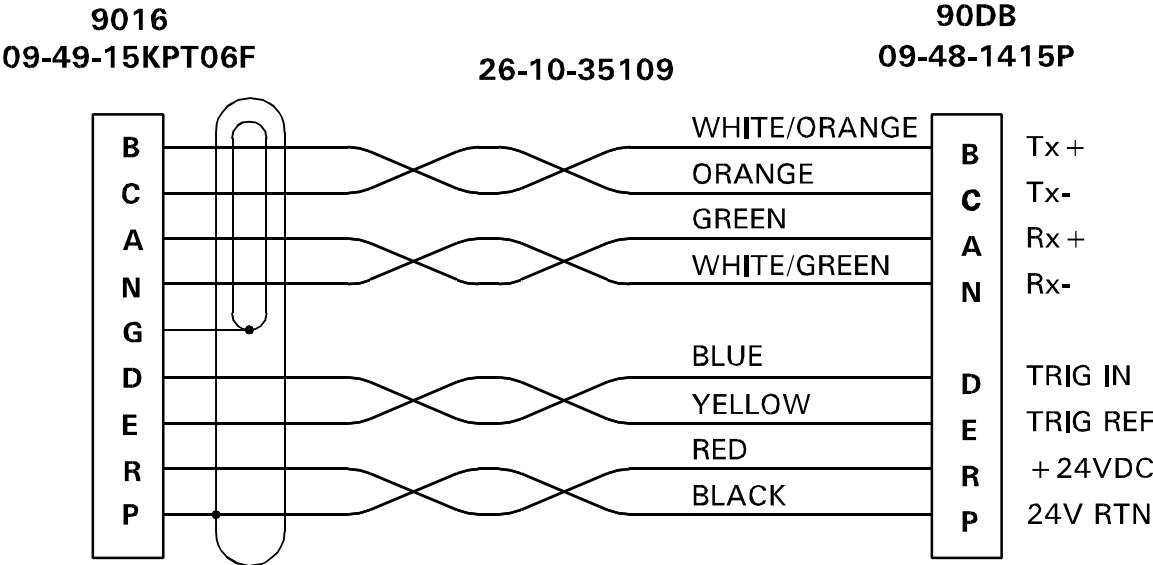 9016
09-49-15KPT06F
26-10-35109
90DB
09-48-1415P
B WHITE/ORANGE B Tx+
C ORANGE C Tx-
A GREEN A Rx+
N WHITE/GREEN N Rx-
G
D BLUE D TRIG IN
E YELLOW E TRIG REF
R RED R +24VDC
P BLACK P 24V RTN